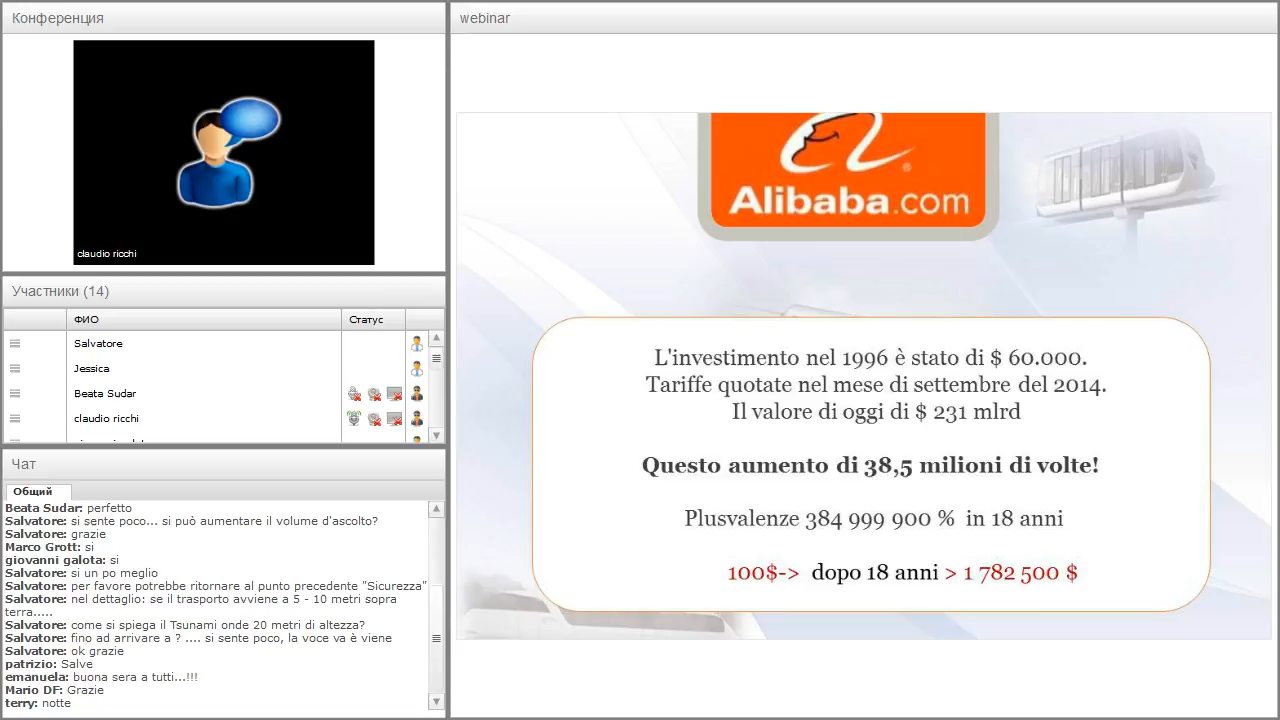 Конференция
claudio ricchi
Участники (14)
ФИО
Статус
Salvatore
Jessica
Beata Sudar
claudio ricchi
Чат
Общий
Beata Sudar: perfetto
Salvatore: si sente poco... si può aumentare il volume d'ascolto?
Salvatore: grazie
Marco Grott: si
giovanni galota: si
Salvatore: si un po meglio
Salvatore: per favore potrebbe ritornare al punto precedente "Sicurezza"
Salvatore: nel dettaglio: se il trasporto avviene a 5 - 10 metri sopra
terra.....
Salvatore: come si spiega il Tsunami onde 20 metri di altezza?
Salvatore: fino ad arrivare a ? .... si sente poco, la voce va è viene
Salvatore: ok grazie
patrizio: Salve
emanuela: buona sera a tutti...!!!
Mario DF: Grazie
terry: notte
webinar
Alibaba.com
L'investimento nel 1996 è stato di $ 60.000.
Tariffe quotate nel mese di settembre del 2014.
Il valore di oggi di $ 231 mlrd
Questo aumento di 38,5 milioni di volte!
Plusvalenze 384 999 900 % in 18 anni
100$-> dopo 18 anni > 1 782 500 $